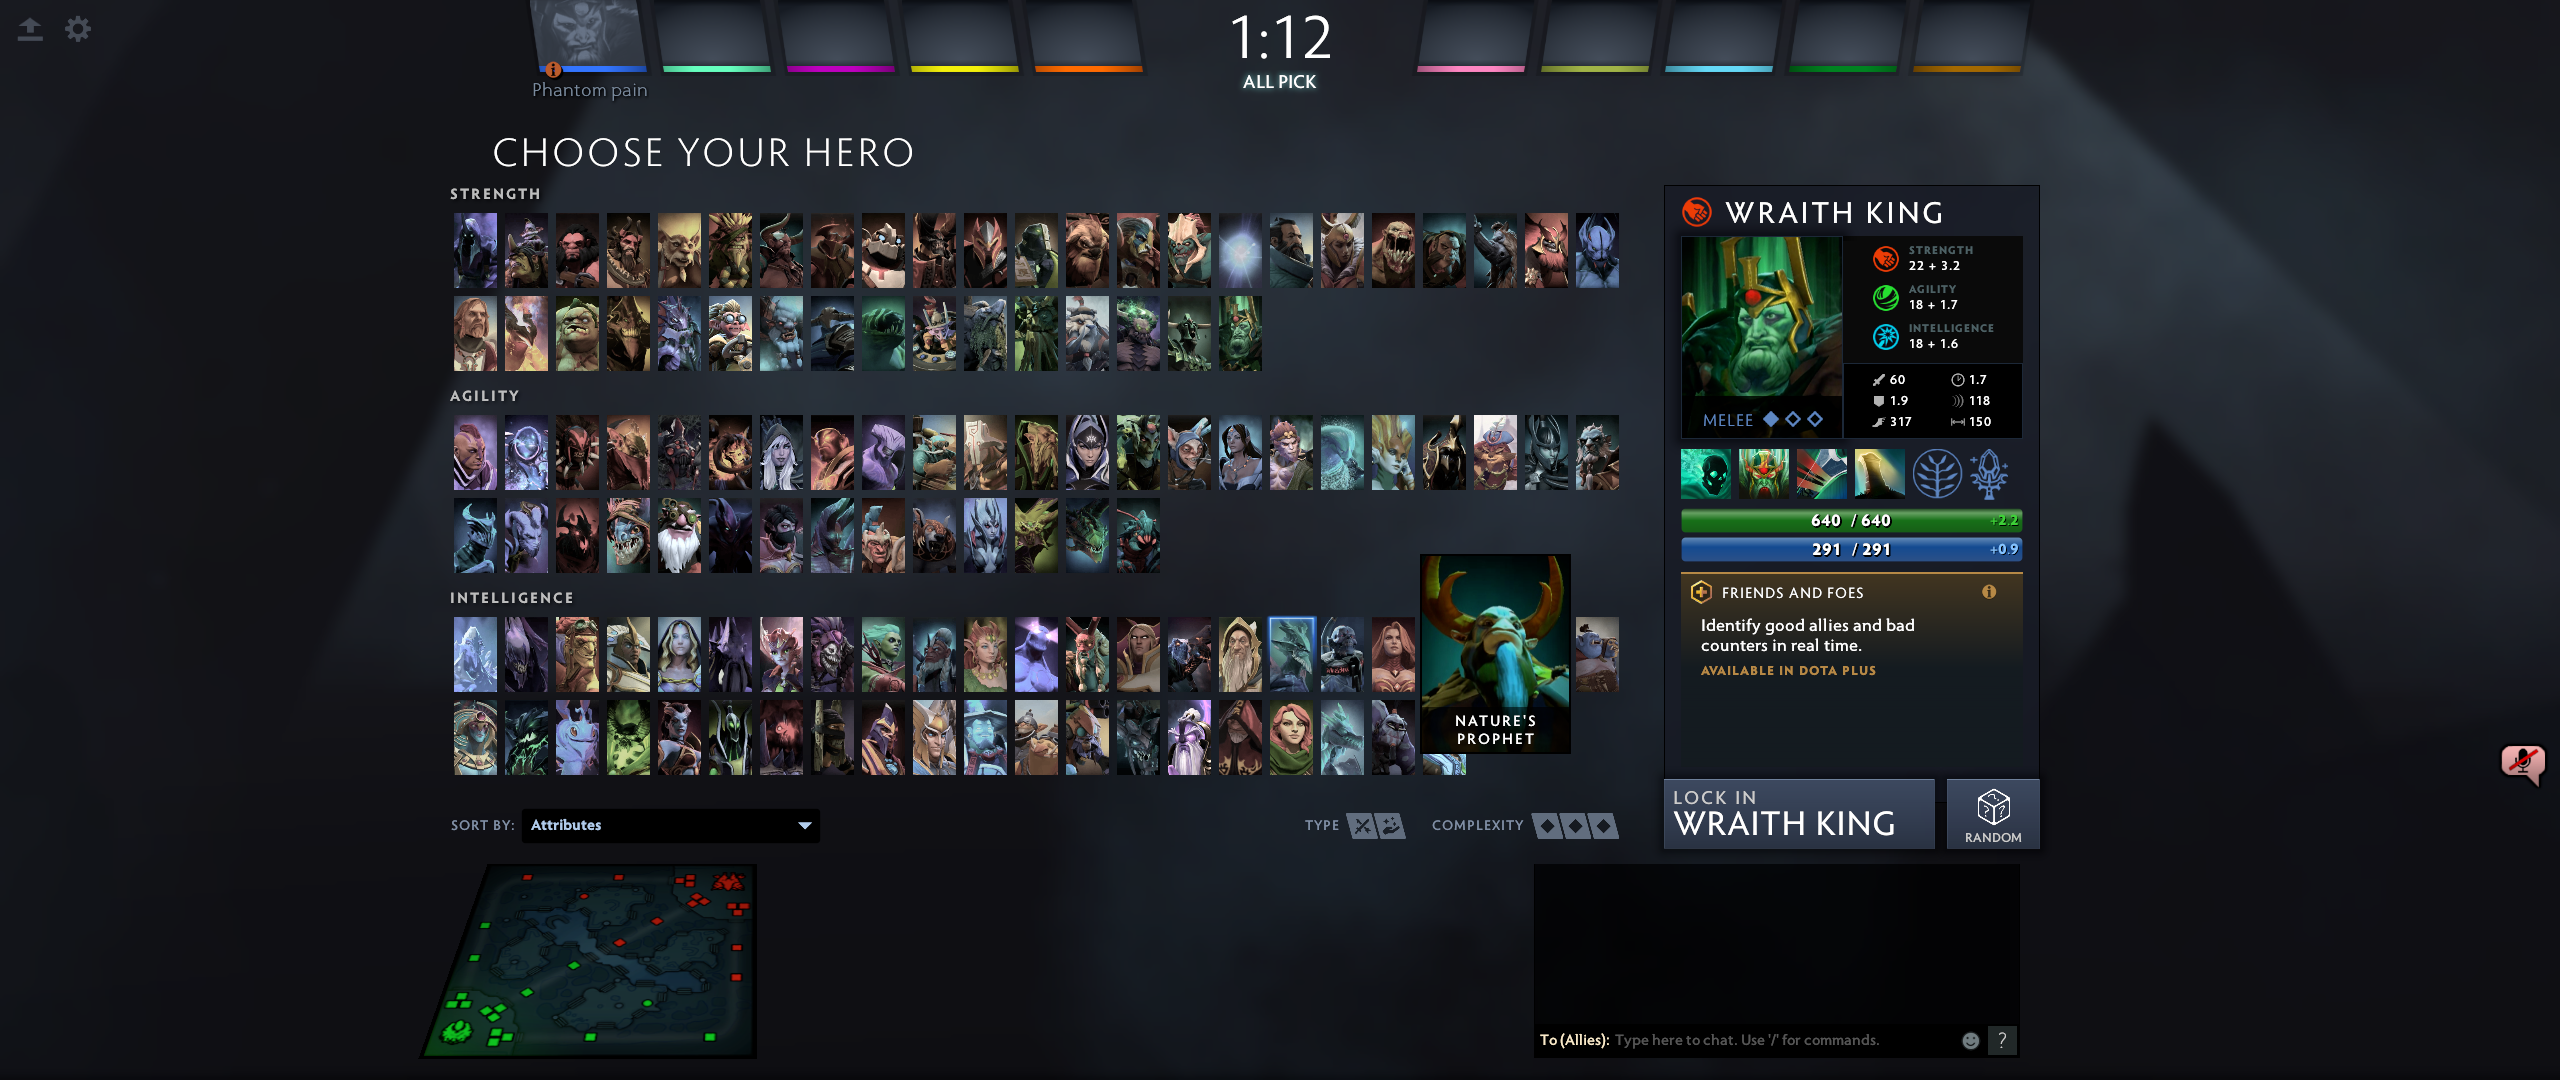 1:12
ALL PICK
Phantom pain
CHOOSE YOUR HERO
STRENGTH
AGILITY
INTELLIGENCE
NATURE'S
PROPHET
SORT BY:
Attributes
TYPE
COMPLEXITY
WRAITH KING
STRENGTH
22 + 3.2
AGILITY
18 + 1.7
INTELLIGENCE
18 + 1.6
MELEE
60
1.7
1.9
118
317
150
640 / 640
+2.2
291 / 291
+0.9
FRIENDS AND FOES
Identify good allies and bad
counters in real time.
AVAILABLE IN DOTA PLUS
LOCK IN
WRAITH KING
RANDOM
To (Allies): Type here to chat. Use '/' for commands.
?